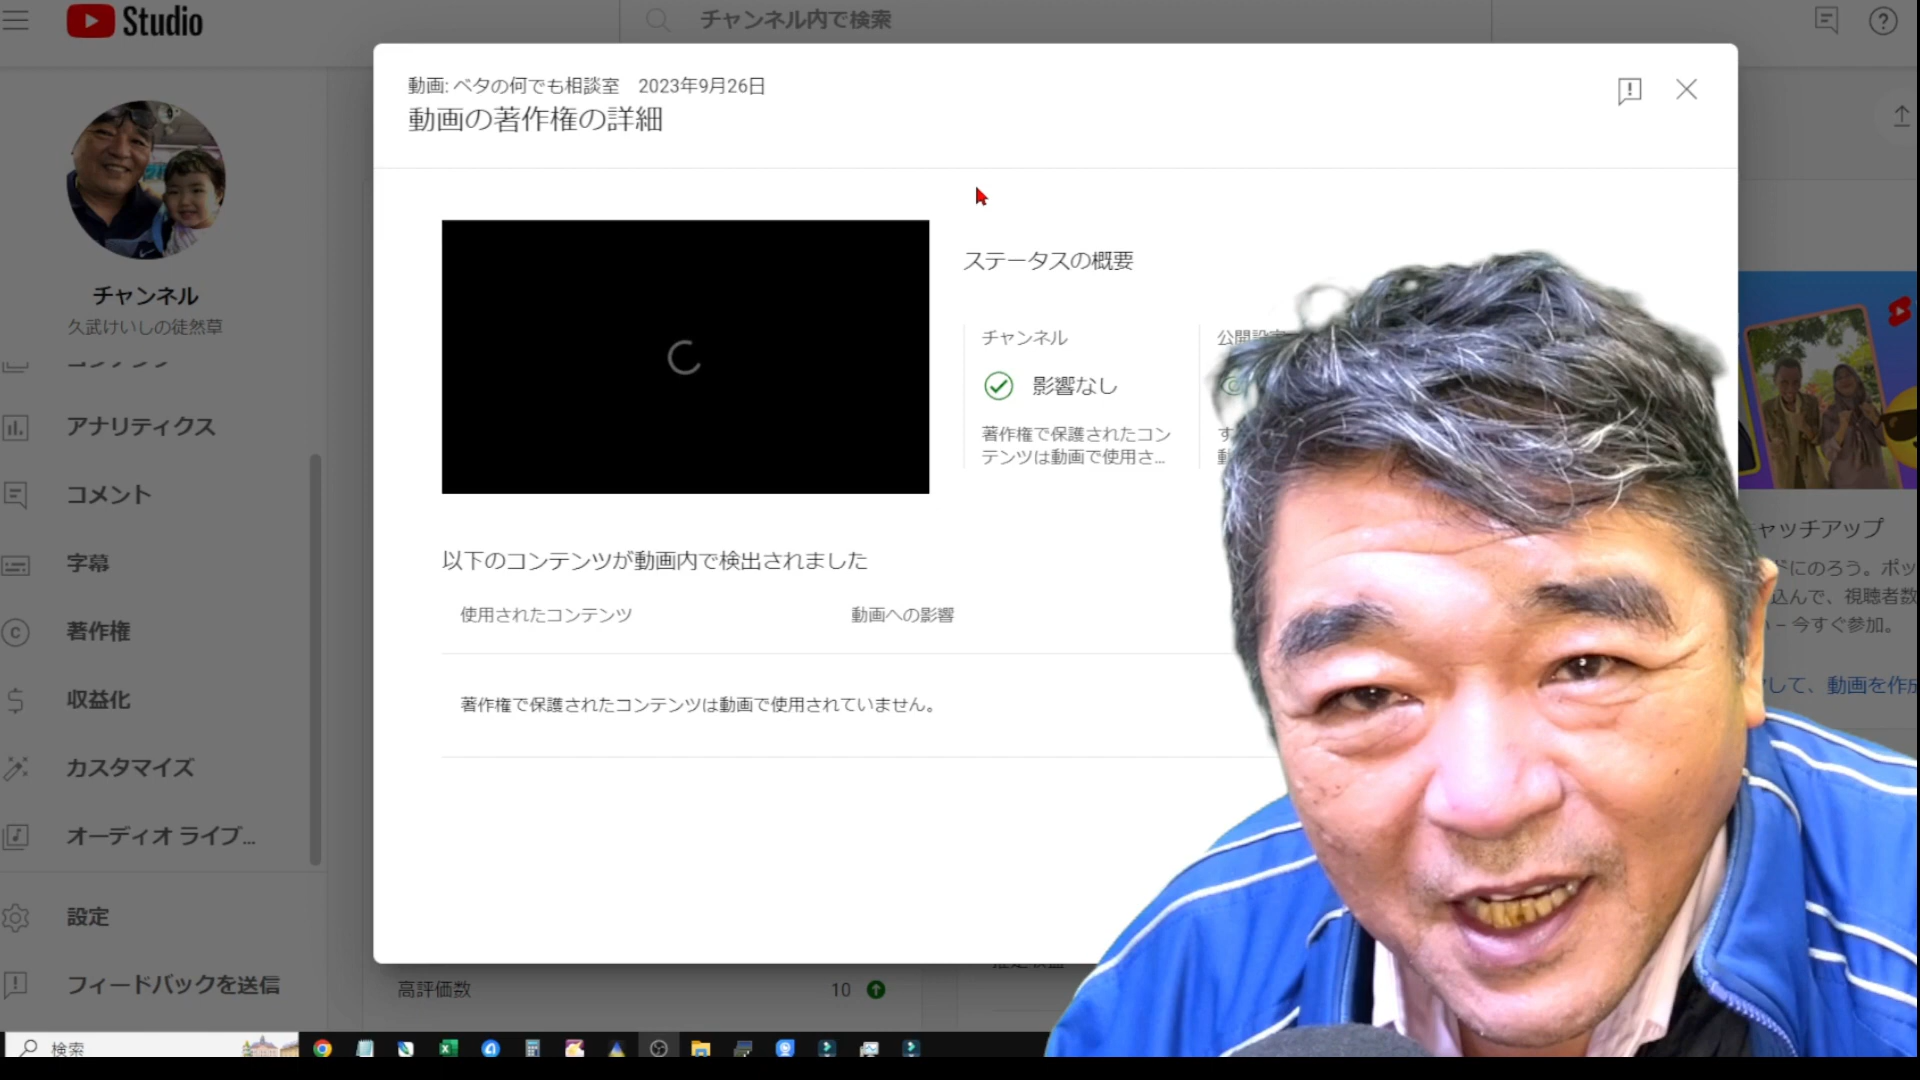 Studio
チャンネル内で検索
動画: ベタの何でも相談室 2023年9月26日
動画の著作権の詳細
チャンネル
久武けいしの徒然草
コンテンツ
アナリティクス
コメント
字幕
著作権
収益化
カスタマイズ
オーディオ ライブ...
設定
フィードバックを送信
検索
ステータスの概要
チャンネル
影響なし
著作権で保護されたコン
テンツは動画で使用さ...
公開設定
す
動
以下のコンテンツが動画内で検出されました
使用されたコンテンツ 動画への影響
著作権で保護されたコンテンツは動画で使用されていません。
高評価数 10
ャッチアップ
にのろう。ポッ
込んで、視聴者数
– 今すぐ参加。
して、動画を作成